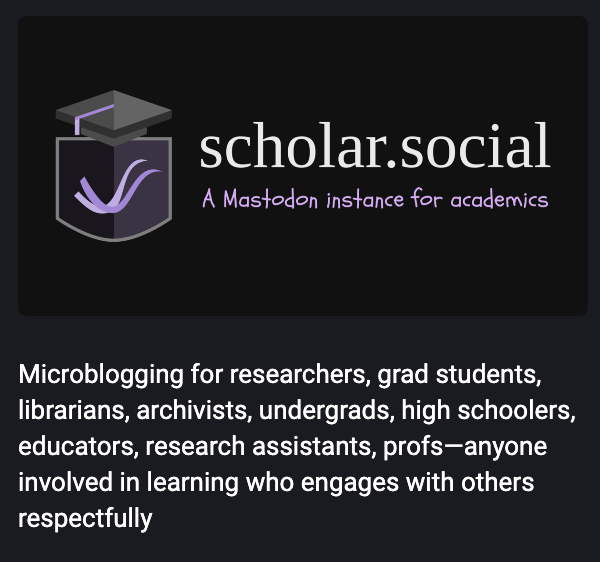 scholar.social
A Mastodon instance for academics
Microblogging for researchers, grad students,
librarians, archivists, undergrads, high schoolers,
educators, research assistants, profs—anyone
involved in learning who engages with others
respectfully